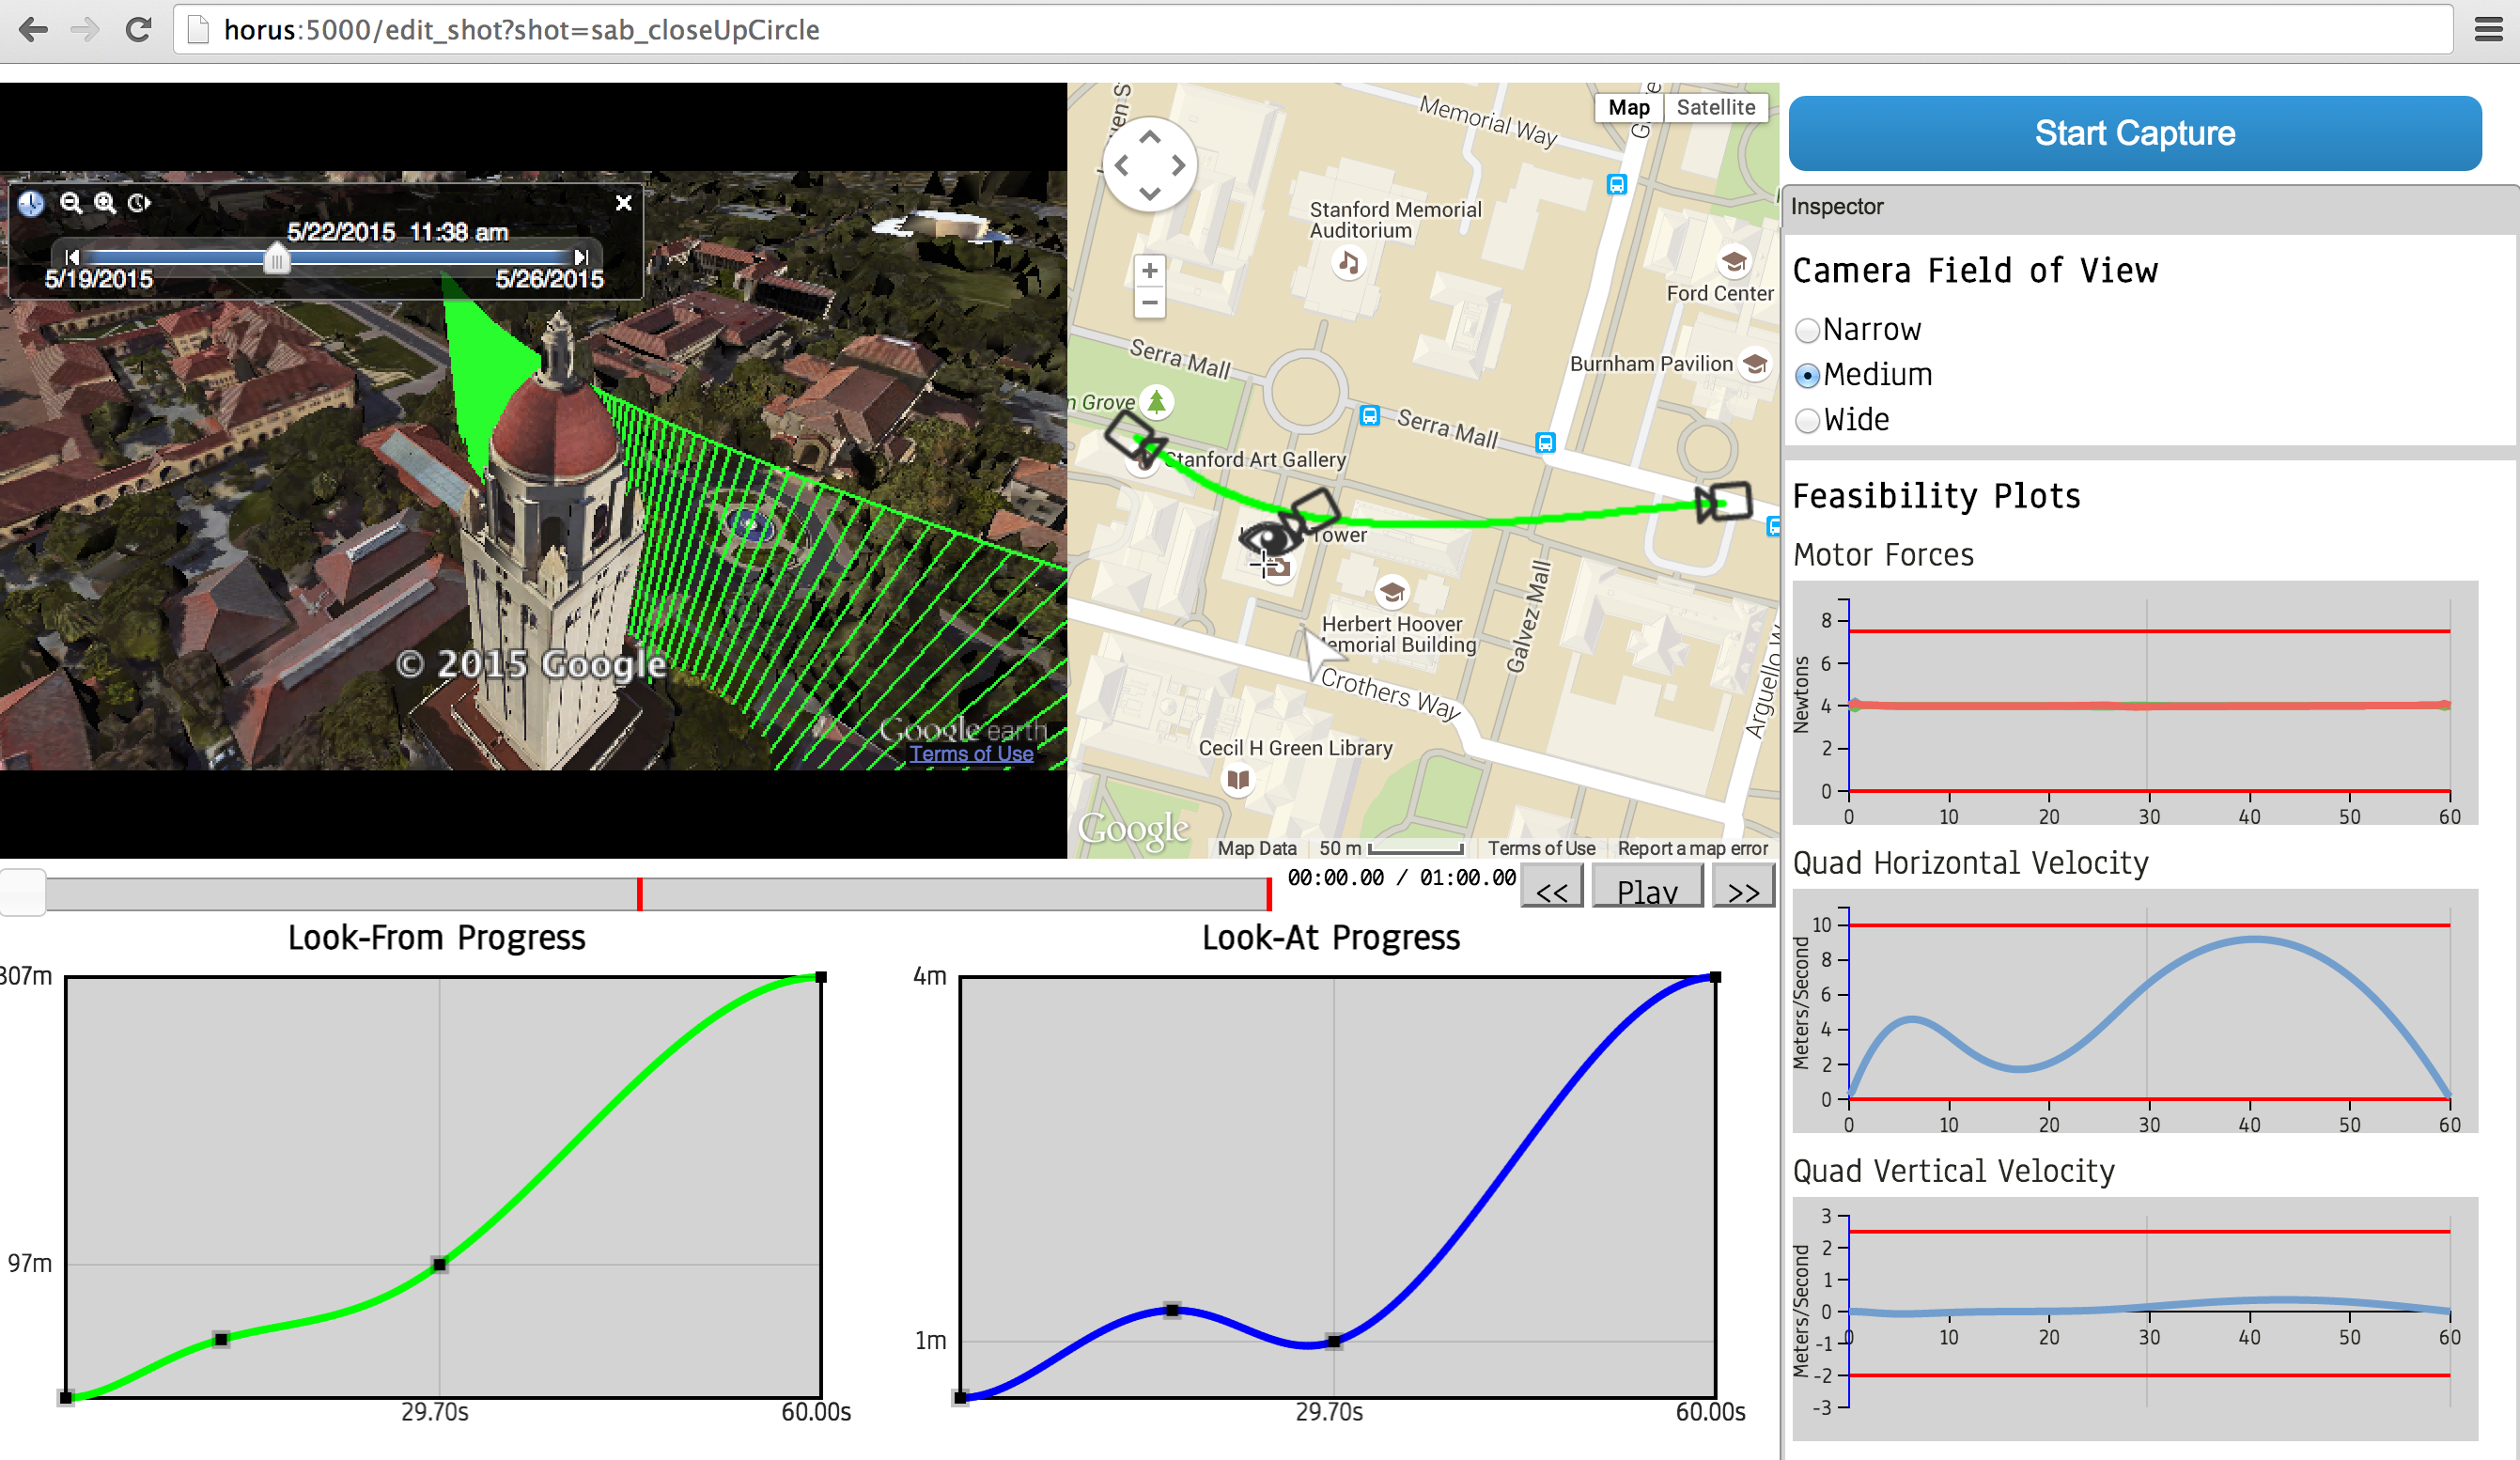 horus:5000/edit_shot?shot=sab_closeUpCircle
5/22/2015 11:38 am
5/19/2015
5/26/2015
© 2015 Google
Google earth
Terms of Use
Memorial Way
Map
Satellite
Stanford Memorial
Auditorium
Ford Center
Serra Mall
Burnham Pavilion
n Grove
Serra Mall
Stanford Art Gallery
Tower
Herbert Hoover
Memorial Building
Galvez Mall
Crothers Way
Arguello W
Cecil H Green Library
Google
Map Data
50 m
Terms of Use
Report a map error
Start Capture
Inspector
Camera Field of View
Narrow
Medium
Wide
Feasibility Plots
Motor Forces
Newtons
8
6
4
2
0
0 10 20 30 40 50 60
Quad Horizontal Velocity
Meters/Second
10
8
6
4
2
0
0 10 20 30 40 50 60
Quad Vertical Velocity
Meters/Second
3
2
1
0
-1
-2
-3
0 10 20 30 40 50 60
00:00.00 / 01:00.00
<<
Play
>>
Look-From Progress
307m
97m
29.70s
60.00s
Look-At Progress
4m
1m
29.70s
60.00s